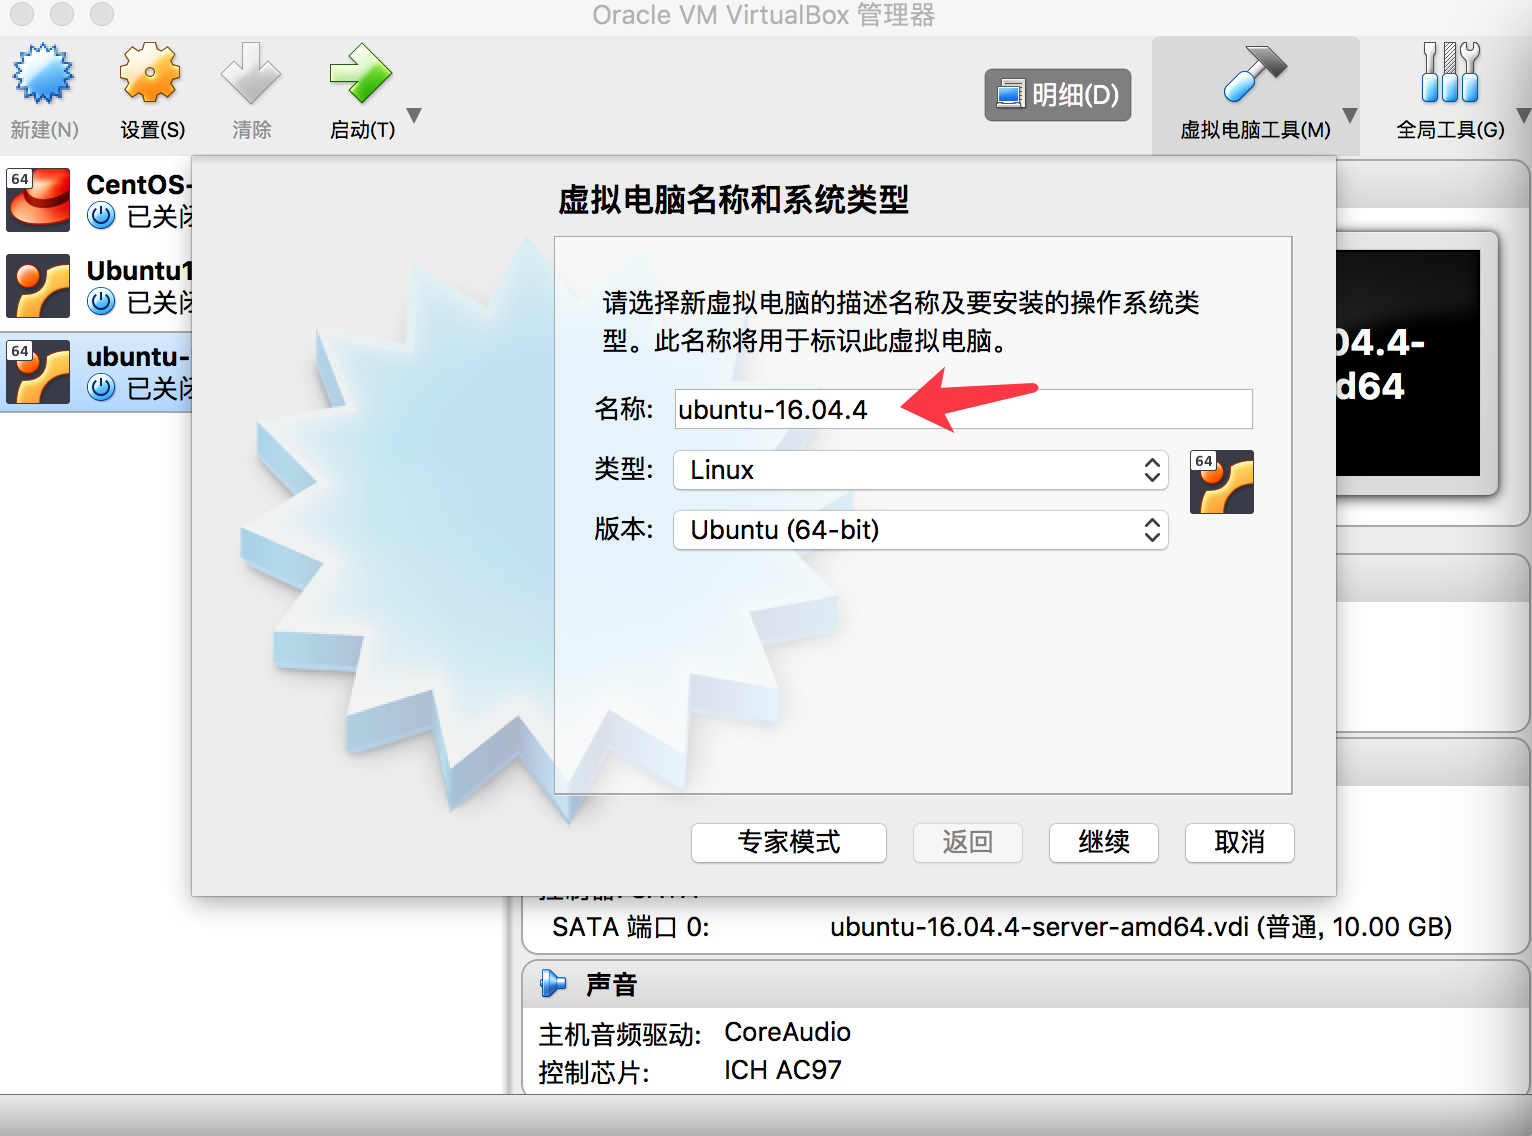 Oracle VM VirtualBox 管理器
新建(N)
设置(S)
清除
启动(T)
明细(D)
虚拟电脑工具(M)
全局工具(G)
64
CentOS-
已关闭
Ubuntu1
已关闭
64
ubuntu-
已关闭
虚拟电脑名称和系统类型
请选择新虚拟电脑的描述名称及要安装的操作系统类
型。此名称将用于标识此虚拟电脑。
名称: ubuntu-16.04.4
类型: Linux
64
版本: Ubuntu (64-bit)
04.4-
d64
专家模式
返回
继续
取消
控制器: SATA
SATA 端口 0: ubuntu-16.04.4-server-amd64.vdi (普通, 10.00 GB)
声音
主机音频驱动: CoreAudio
控制芯片: ICH AC97